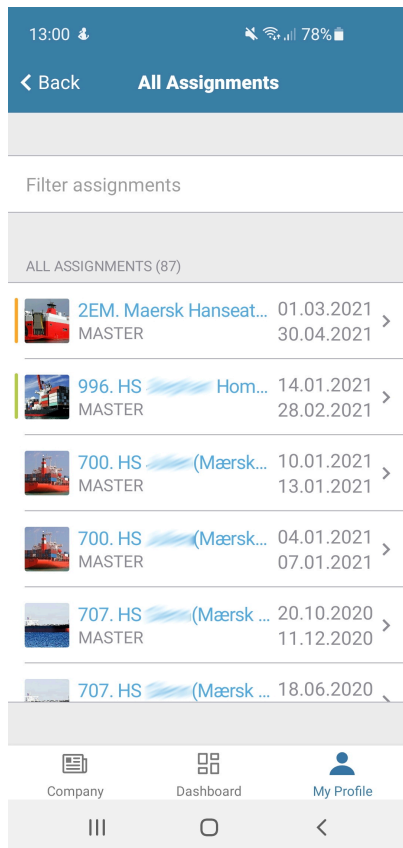 13:00 78%
Back All Assignments
Filter assignments
ALL ASSIGNMENTS (87)
2EM. Maersk Hanseat... 01.03.2021
MASTER 30.04.2021
996. HS Hom... 14.01.2021
MASTER 28.02.2021
700. HS (Mærsk... 10.01.2021
MASTER 13.01.2021
700. HS (Mærsk... 04.01.2021
MASTER 07.01.2021
707. HS (Mærsk ... 20.10.2020
MASTER 11.12.2020
707. HS (Mærsk ... 18.06.2020
Company Dashboard My Profile